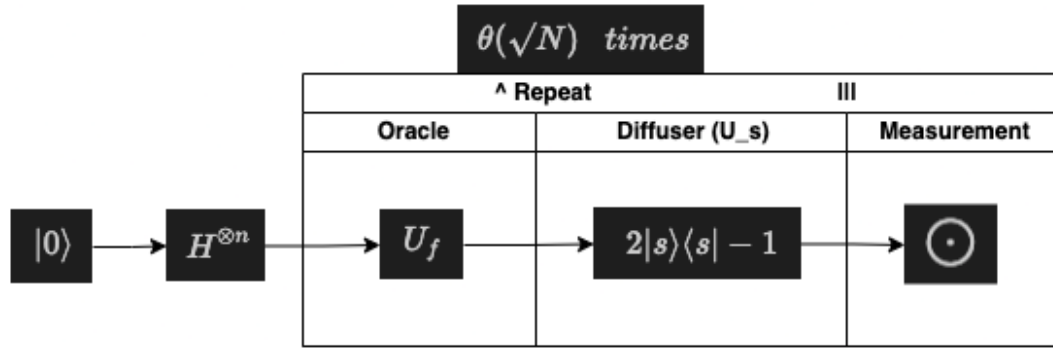 θ(√N) times
^ Repeat III
Oracle Diffuser (U_s) Measurement
|0⟩ H^{⊗n} U_f 2|s⟩⟨s| − 1 ⊙